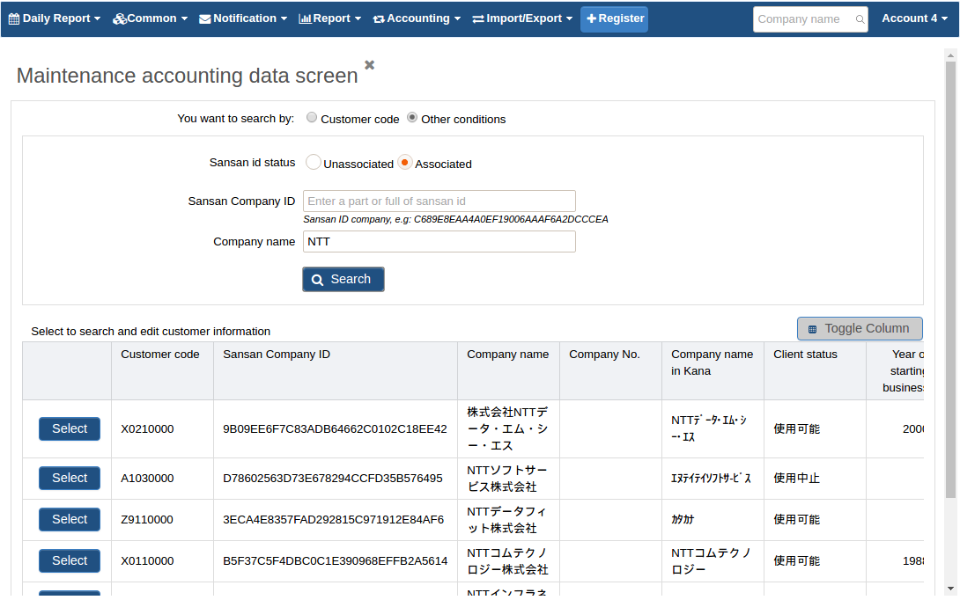 Daily Report Common Notification Report Accounting Import/Export Register Company name Account 4
Maintenance accounting data screen
You want to search by: Customer code Other conditions
Sansan id status Unassociated Associated
Sansan Company ID Enter a part or full of sansan id
Sansan ID company, e.g: C689E8EAA4A0EF19006AAAF6A2DCCCEA
Company name NTT
Search
Select to search and edit customer information
Toggle Column
Customer code Sansan Company ID Company name Company No. Company name Client status Year o
in Kana starting
busines
Select X0210000 9B09EE6F7C83ADB64662C0102C18EE42 株式会社NTTデ
ータ・エム・シ
ー・エス
NTTﾃﾞｰﾀ･ｴﾑ･ｼ
ｰ･ｴｽ
使用可能 200
Select A1030000 D78602563D73E678294CCFD35B576495 NTTソフトサー
ビス株式会社
ｴﾇﾃｲﾃｲｿﾌﾄｻｰﾋﾞｽ 使用中止
Select Z9110000 3ECA4E8357FAD292815C971912E84AF6 NTTデータフィ
ット株式会社
ｶﾀｶﾅ 使用可能
Select X0110000 B5F37C5F4DBC0C1E390968EFFB2A5614 NTTコムテクノ
ロジー株式会社
NTTコムテクノ
ロジー
使用可能 198
NTTインフラネ